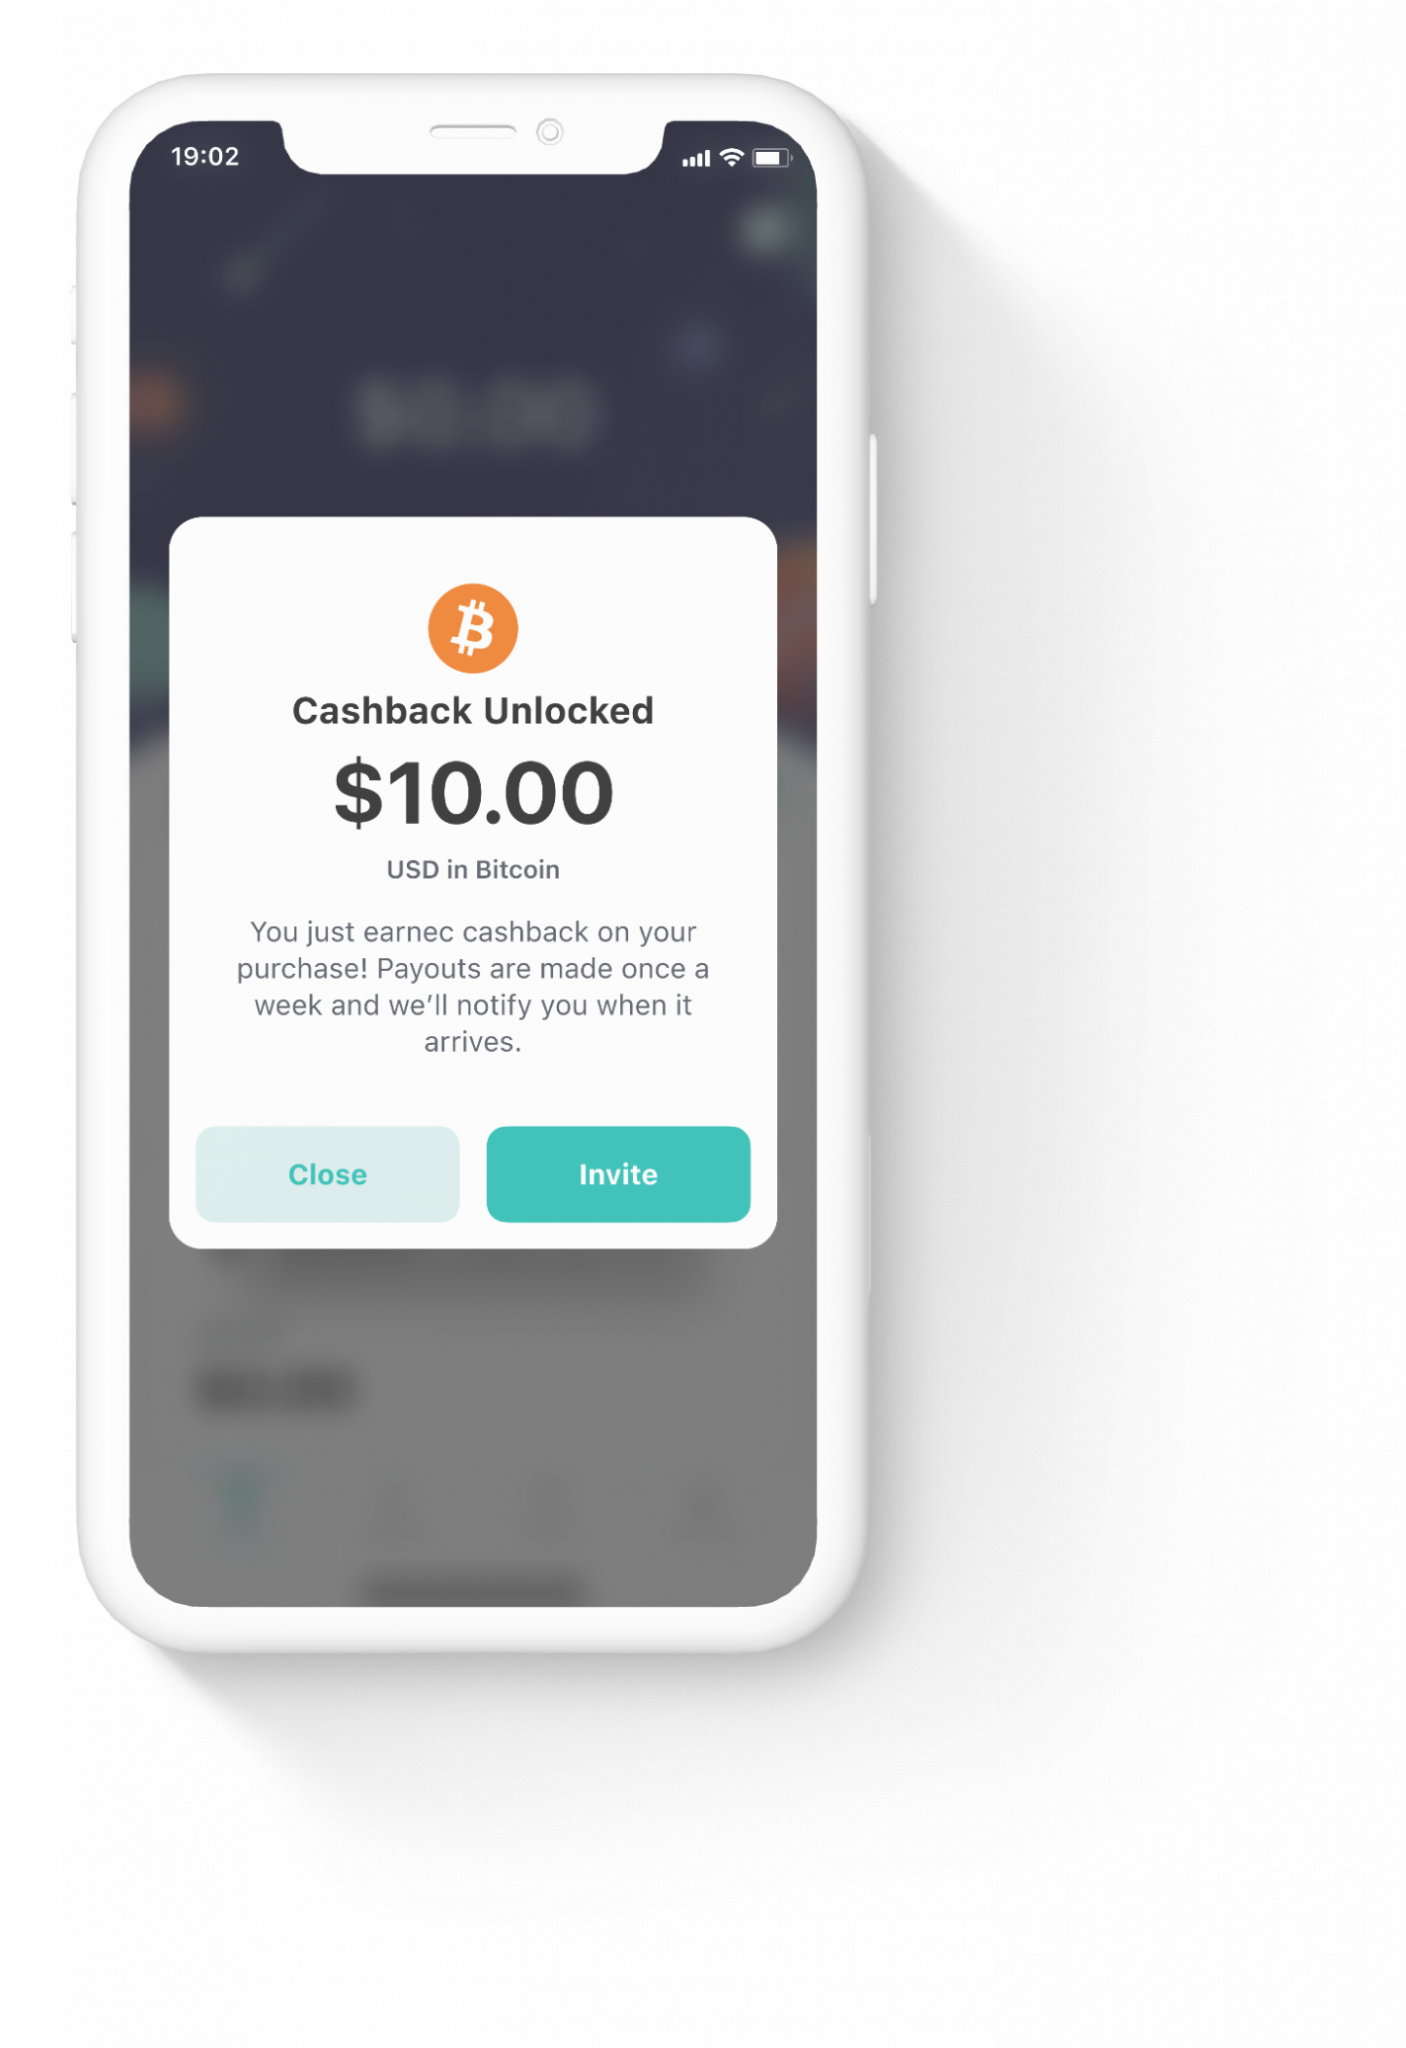 19:02
Cashback Unlocked
$10.00
USD in Bitcoin
You just earnec cashback on your
purchase! Payouts are made once a
week and we’ll notify you when it
arrives.
Close
Invite